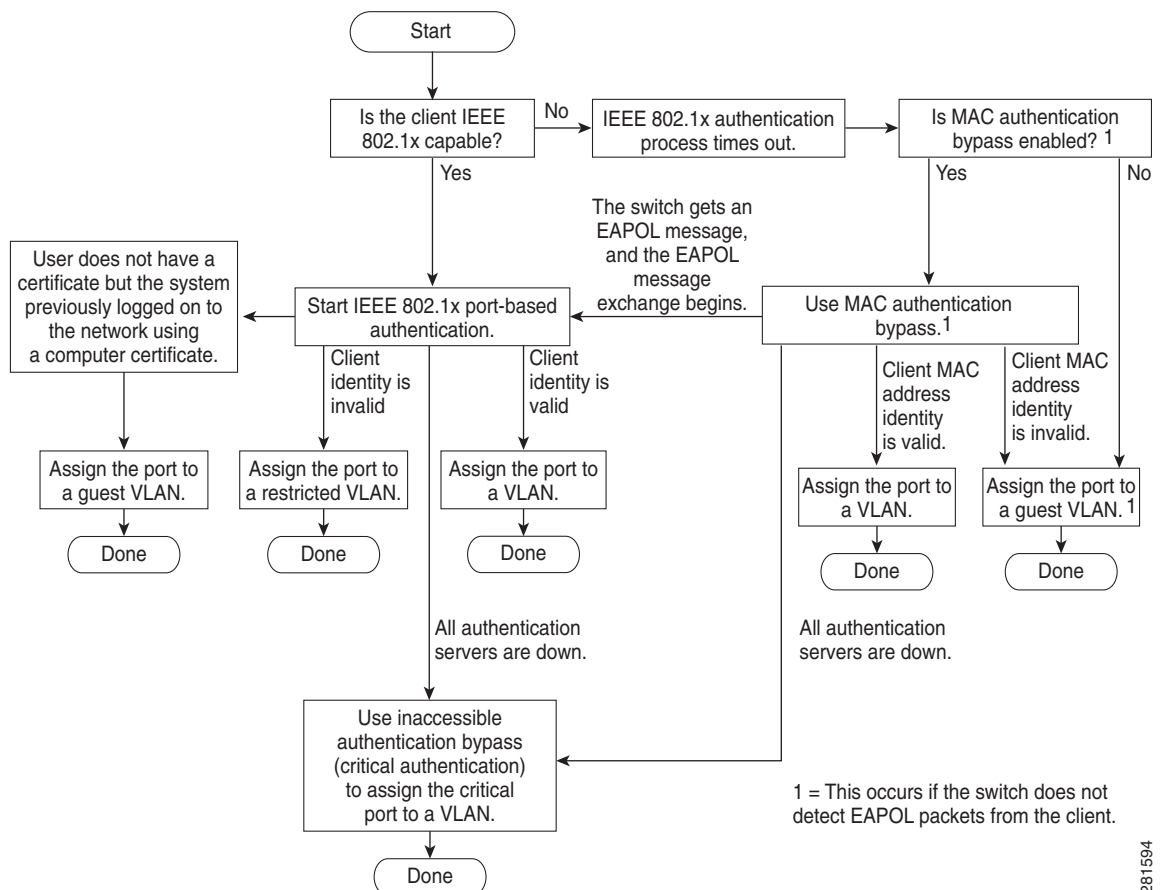 Start
Is the client IEEE
802.1x capable?
No
IEEE 802.1x authentication
process times out.
Is MAC authentication
bypass enabled? 1
Yes
Yes
No
The switch gets an
EAPOL message,
and the EAPOL
message
exchange begins.
User does not have a
certificate but the system
previously logged on to
the network using
a computer certificate.
Start IEEE 802.1x port-based
authentication.
Use MAC authentication
bypass.1
Client
identity is
invalid
Client
identity is
valid
Client MAC
address
identity
is valid.
Client MAC
address
identity
is invalid.
Assign the port to
a guest VLAN.
Assign the port to
a restricted VLAN.
Assign the port to
a VLAN.
Assign the port to
a VLAN.
Assign the port to
a guest VLAN. 1
Done
Done
Done
Done
Done
All authentication
servers are down.
All authentication
servers are down.
Use inaccessible
authentication bypass
(critical authentication)
to assign the critical
port to a VLAN.
1 = This occurs if the switch does not
detect EAPOL packets from the client.
Done
281594